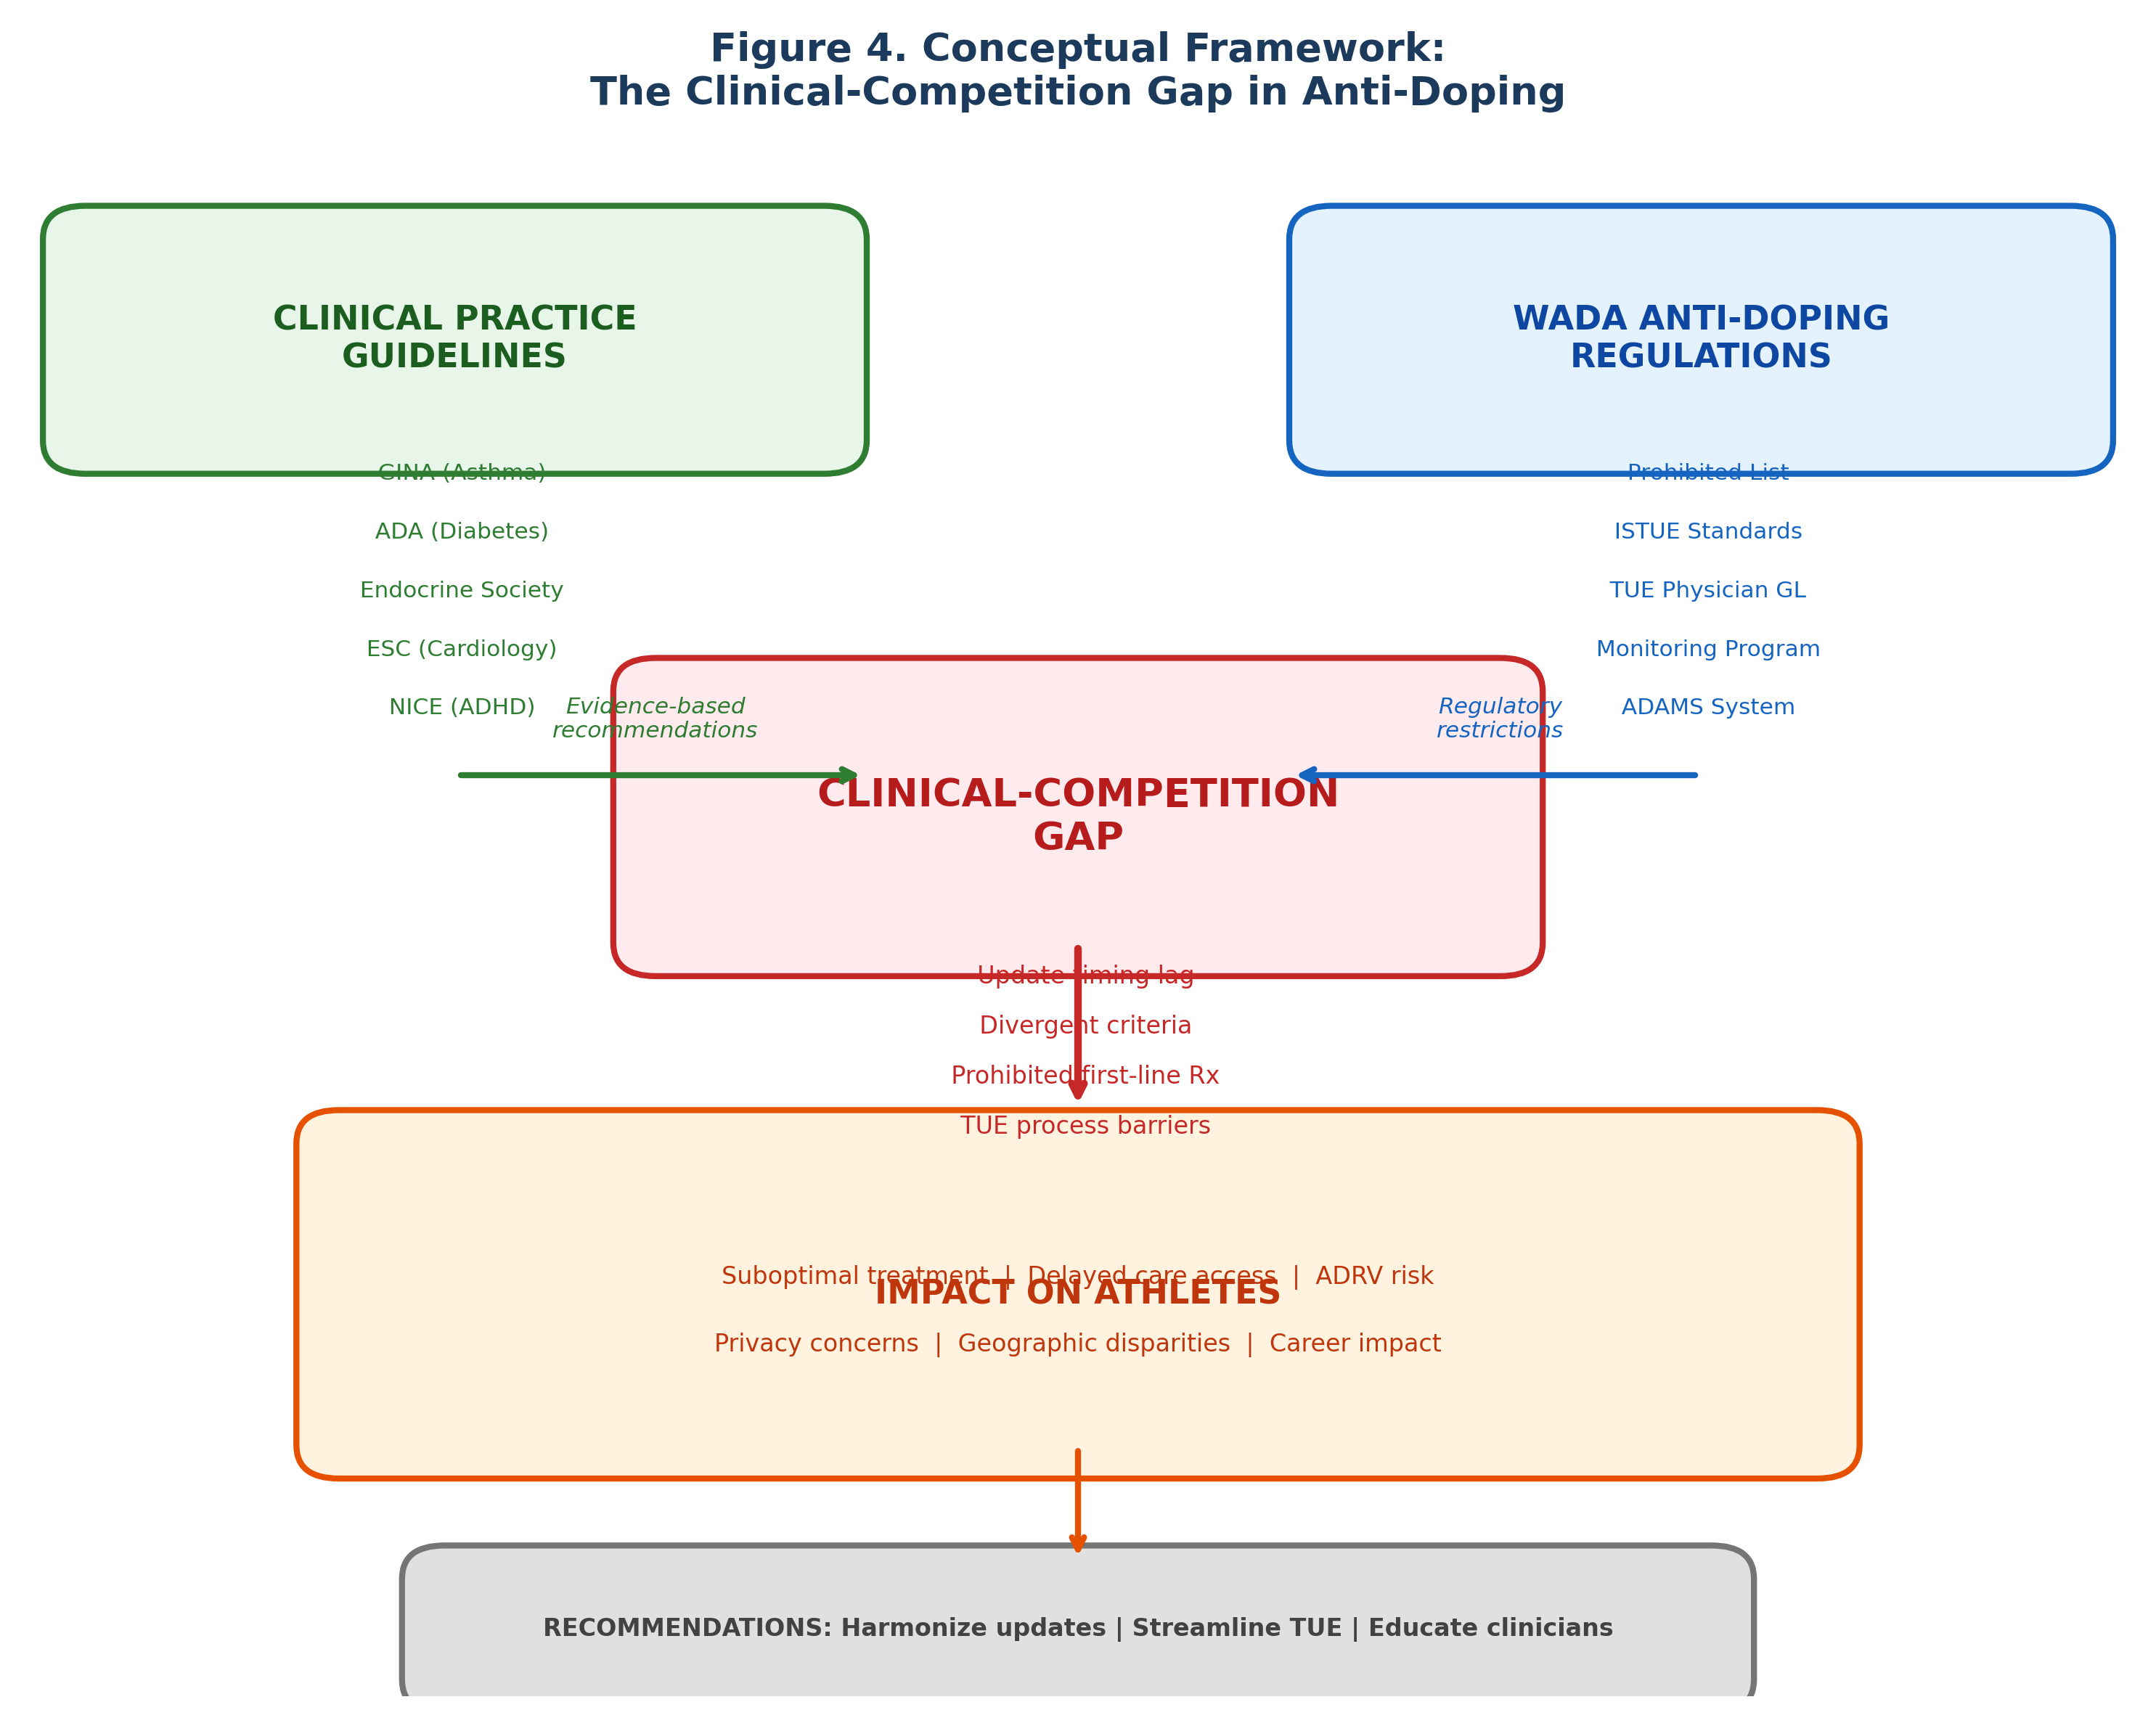 Figure 4. Conceptual Framework:
The Clinical-Competition Gap in Anti-Doping
CLINICAL PRACTICE
GUIDELINES
GINA (Asthma)
ADA (Diabetes)
Endocrine Society
ESC (Cardiology)
NICE (ADHD)
WADA ANTI-DOPING
REGULATIONS
Prohibited List
ISTUE Standards
TUE Physician GL
Monitoring Program
ADAMS System
Evidence-based
recommendations
Regulatory
restrictions
CLINICAL-COMPETITION
GAP
Update timing lag
Divergent criteria
Prohibited first-line Rx
TUE process barriers
Suboptimal treatment | Delayed care access | ADRV risk
IMPACT ON ATHLETES
Privacy concerns | Geographic disparities | Career impact
RECOMMENDATIONS: Harmonize updates | Streamline TUE | Educate clinicians